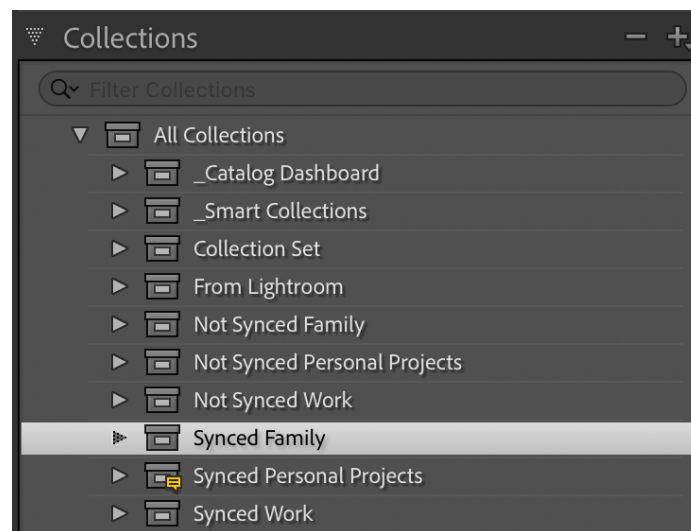 Collections
Filter Collections
All Collections
_Catalog Dashboard
_Smart Collections
Collection Set
From Lightroom
Not Synced Family
Not Synced Personal Projects
Not Synced Work
Synced Family
Synced Personal Projects
Synced Work